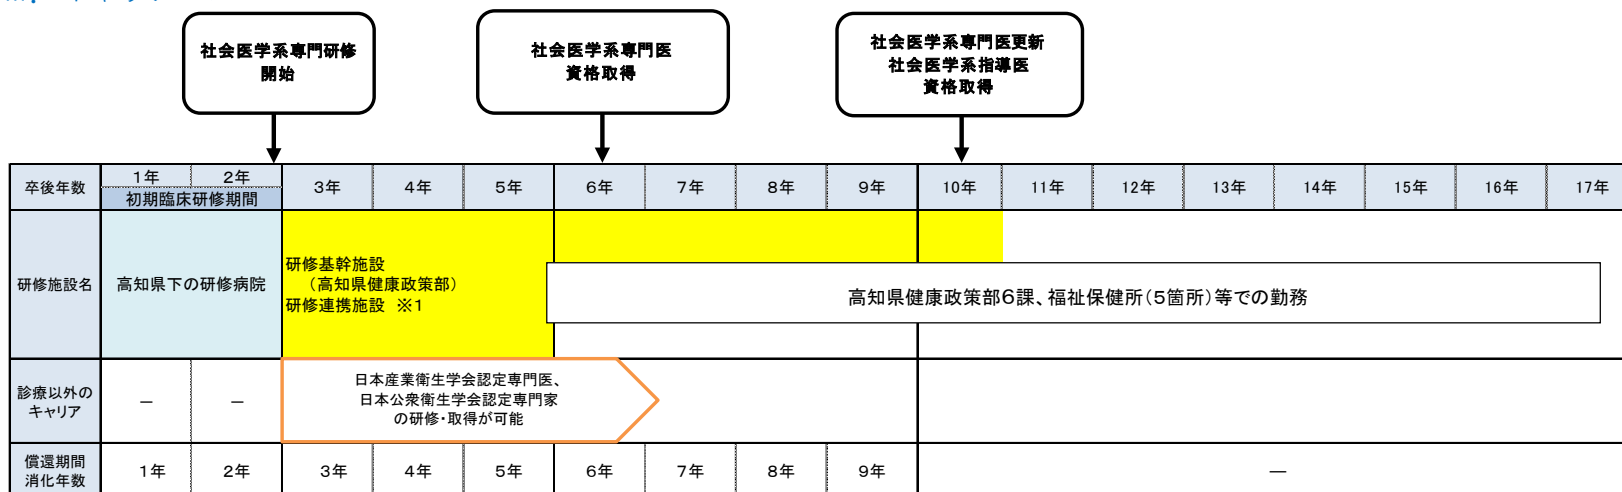 社会医学系専門研修
開始
社会医学系専門医
資格取得
社会医学系専門医更新
社会医学系指導医
資格取得
卒後年数
1年
2年
初期臨床研修期間
3年
4年
5年
6年
7年
8年
9年
10年
11年
12年
13年
14年
15年
16年
17年
研修施設名
高知県下の研修病院
研修基幹施設
(高知県健康政策部)
研修連携施設 ※1
高知県健康政策部6課、福祉保健所(5箇所)等での勤務
診療以外の
キャリア
－
－
日本産業衛生学会認定専門医、
日本公衆衛生学会認定専門家
の研修・取得が可能
償還期間
消化年数
1年
2年
3年
4年
5年
6年
7年
8年
9年
―